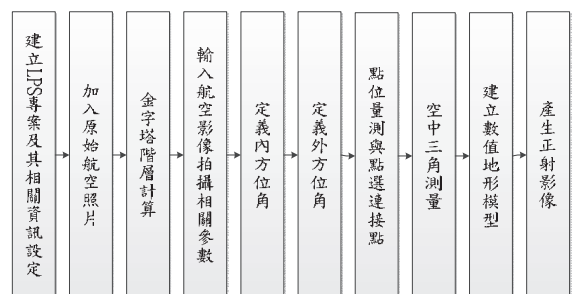 建立LPS專案及其相關資訊設定
加入原始航空照片
金字塔階層計算
輸入航空影像拍攝相關參數
定義內方位角
定義外方位角
點位量測與點選連接點
空中三角測量
建立數值地形模型
產生正射影像